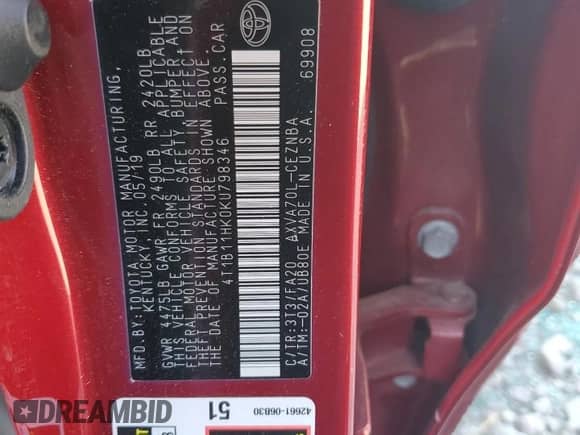 MFD.BY:TOYOTA MOTOR MANUFACTURING,
KENTUCKY, INC. 05/19
GVWR 4475LB GAWR FR 2490LB RR 2420LB
THIS VEHICLE CONFORMS TO ALL APPLICABLE
FEDERAL MOTOR VEHICLE SAFETY, BUMPER AND
THEFT PREVENTION STANDARDS IN EFFECT ON
THE DATE OF MANUFACTURE SHOWN ABOVE.
4T1B11HK0KU798346 PASS.CAR
C/TR:3T3/EA20 AXVA70L-CEZNBA
A/TM:-02A/UB80E MADE IN U.S.A. 69908
51
42661-06B30
DREAMBID